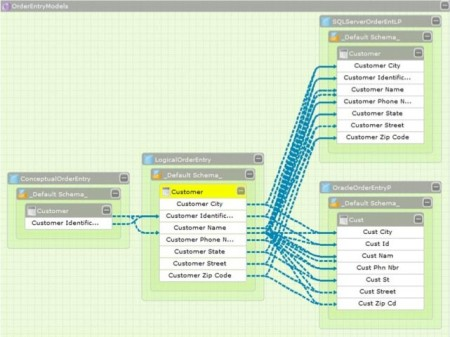 OrderEntryModels
SQLServerOrderEntLP
_Default Schema_
Customer
Customer City
Customer Identific...
Customer Name
Customer Phone N...
Customer State
Customer Street
Customer Zip Code
LogicalOrderEntry
_Default Schema_
Customer
Customer City
Customer Identific...
Customer Name
Customer Phone N...
Customer State
Customer Street
Customer Zip Code
ConceptualOrderEntry
_Default Schema_
Customer
Customer Identific...
OracleOrderEntryP
_Default Schema_
Cust
Cust City
Cust Id
Cust Nam
Cust Phn Nbr
Cust St
Cust Street
Cust Zip Cd